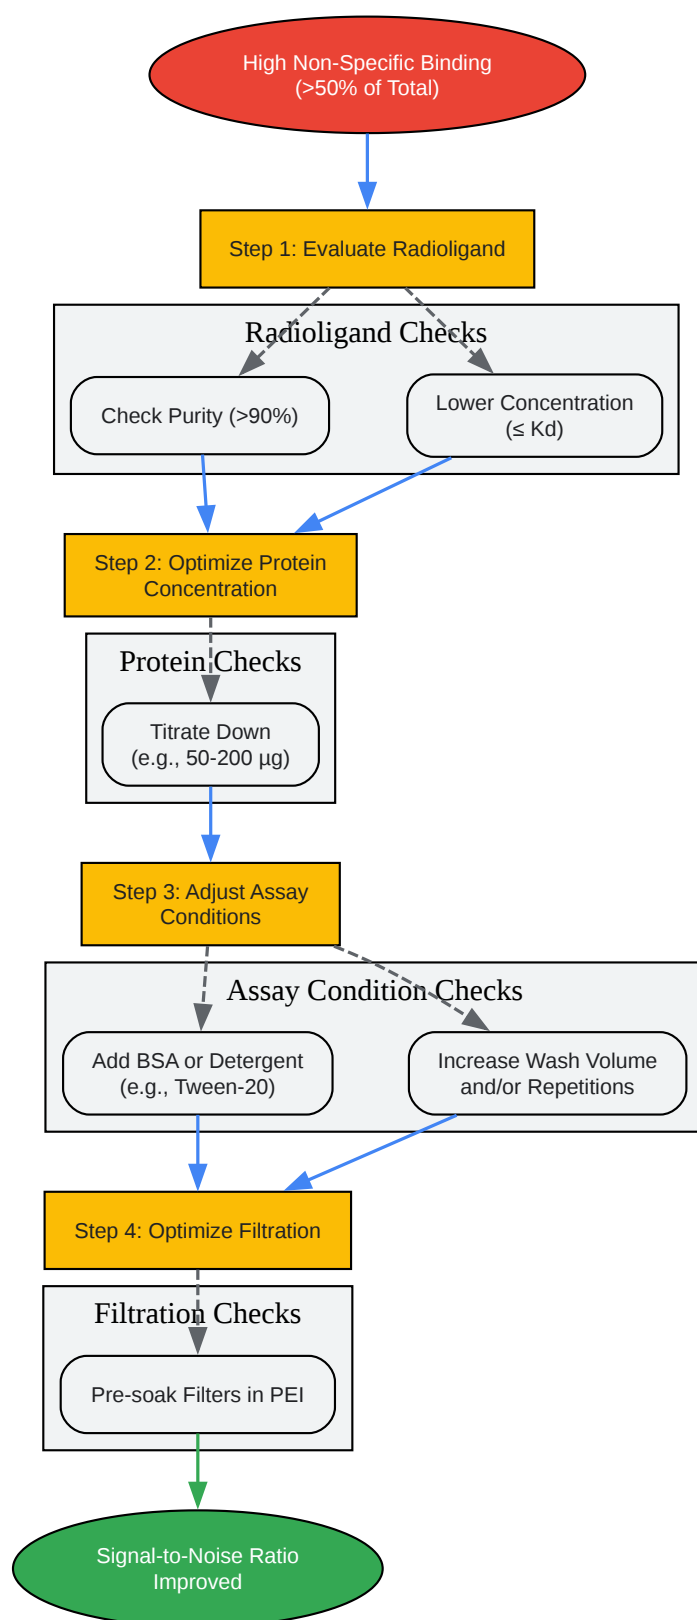 High Non-Specific Binding
(>50% of Total)
Step 1: Evaluate Radioligand
Radioligand Checks
Check Purity (>90%)
Lower Concentration
(≤ Kd)
Step 2: Optimize Protein
Concentration
Protein Checks
Titrate Down
(e.g., 50-200 µg)
Step 3: Adjust Assay
Conditions
Assay Condition Checks
Add BSA or Detergent
(e.g., Tween-20)
Increase Wash Volume
and/or Repetitions
Step 4: Optimize Filtration
Filtration Checks
Pre-soak Filters in PEI
Signal-to-Noise Ratio
Improved